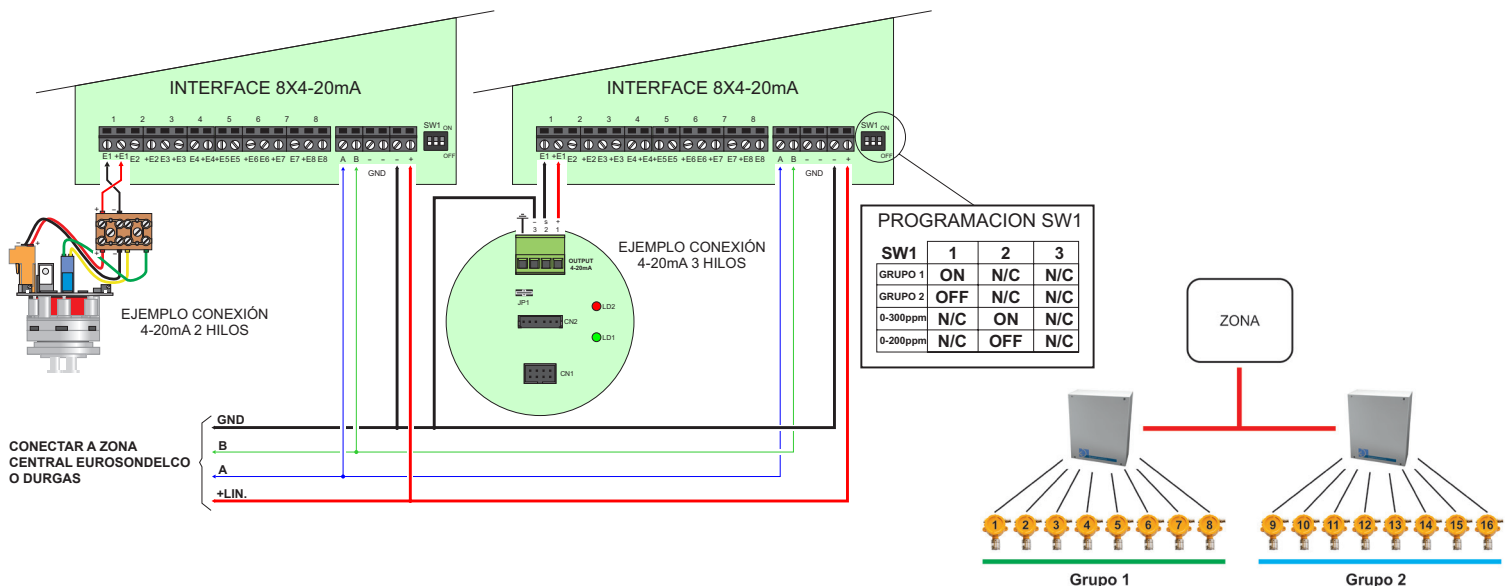 INTERFACE 8X4-20mA
1 2 3 4 5 6 7 8
SW1 ON
OFF
E1 +E1 E2 +E2 E3 +E3 E4 +E4 E5 E5 +E6 E6 +E7 E7 +E8 E8
A B - - - +
GND
+ -
+ -
- +
EJEMPLO CONEXIÓN
4-20mA 2 HILOS
INTERFACE 8X4-20mA
1 2 3 4 5 6 7 8
SW1 ON
OFF
E1 +E1 E2 +E2 E3 +E3 E4 +E4 E5 E5 +E6 E6 +E7 E7 +E8 E8
A B - - - +
GND
- S +
3 2 1
OUTPUT
4-20mA
JP1
LD2
CN2
LD1
CN1
EJEMPLO CONEXIÓN
4-20mA 3 HILOS
PROGRAMACION SW1
SW1 1 2 3
GRUPO 1 ON N/C N/C
GRUPO 2 OFF N/C N/C
0-300ppm N/C ON N/C
0-200ppm N/C OFF N/C
CONECTAR A ZONA
CENTRAL EUROSONDELCO
O DURGAS
GND
B
A
+LIN.
ZONA
1 2 3 4 5 6 7 8
Grupo 1
9 10 11 12 13 14 15 16
Grupo 2